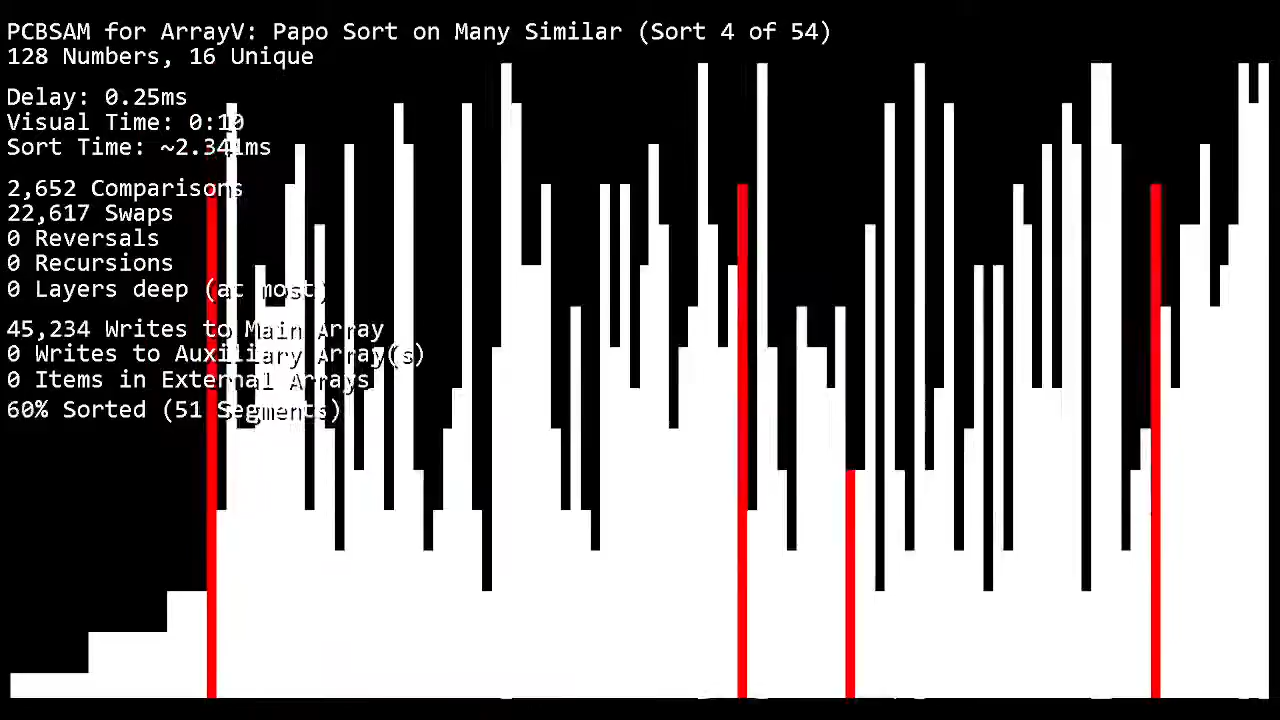 PCBSAM for ArrayV: Papo Sort on Many Similar (Sort 4 of 54)
128 Numbers, 16 Unique
Delay: 0.25ms
Visual Time: 0:10
Sort Time: ~2.341ms
2,652 Comparisons
22,617 Swaps
0 Reversals
0 Recursions
0 Layers deep (at most)
45,234 Writes to Main Array
0 Writes to Auxiliary Array(s)
0 Items in External Arrays
60% Sorted (51 Segments)